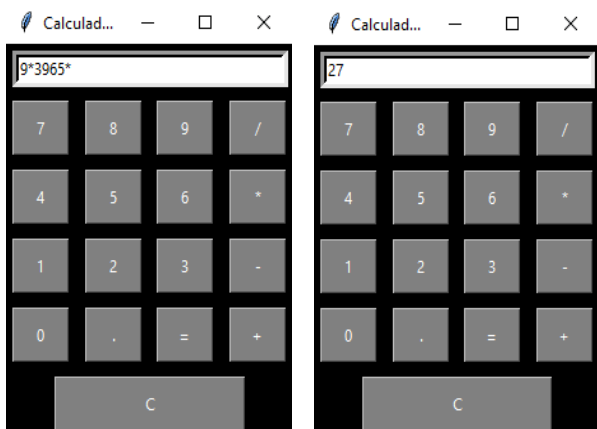 Calculad...
9*3965*
7 8 9 /
4 5 6 *
1 2 3 -
0 . = +
C
Calculad...
27
7 8 9 /
4 5 6 *
1 2 3 -
0 . = +
C